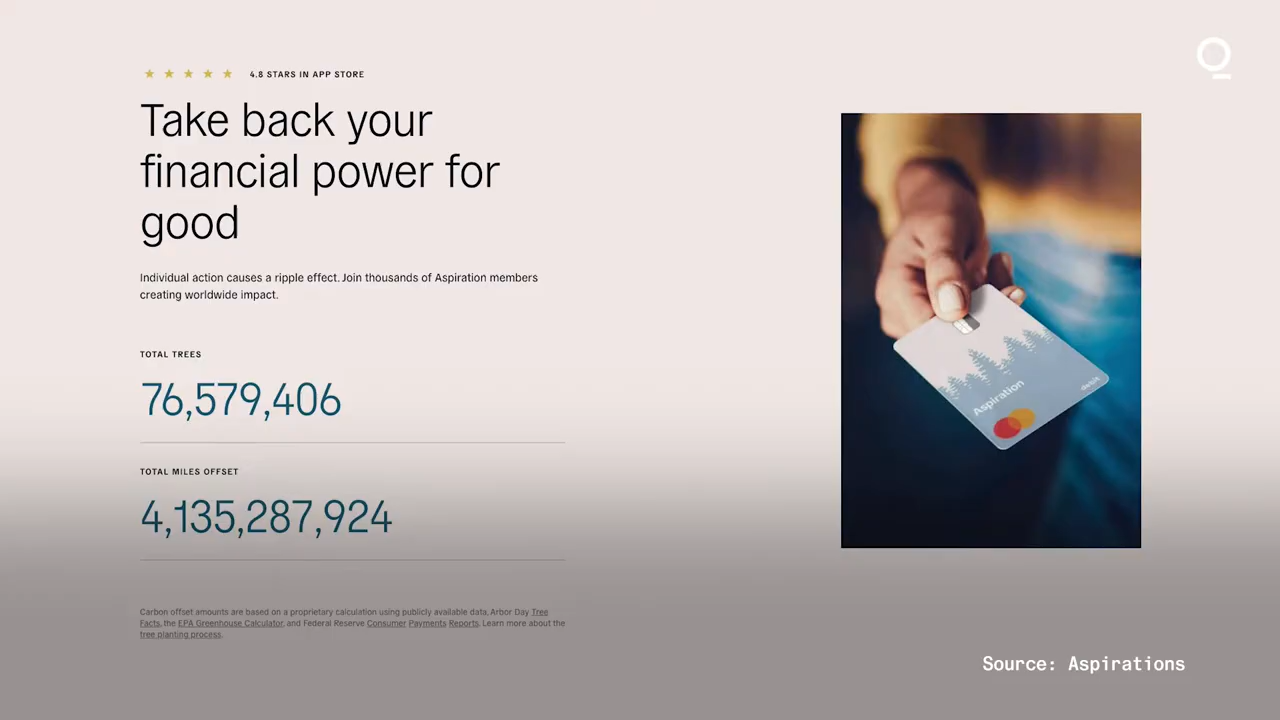 4.8 STARS IN APP STORE
Take back your
financial power for
good
Individual action causes a ripple effect. Join thousands of Aspiration members
creating worldwide impact.
TOTAL TREES
76,579,406
TOTAL MILES OFFSET
4,135,287,924
Carbon offset amounts are based on a proprietary calculation using publicly available data, Arbor Day Tree
Facts, the EPA Greenhouse Calculator, and Federal Reserve Consumer Payments Reports. Learn more about the
tree planting process.
Aspiration
debit
Source: Aspirations